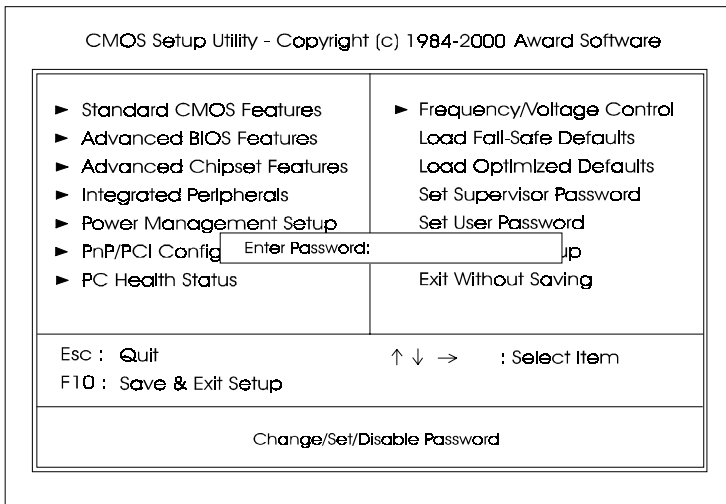 CMOS Setup Utility - Copyright (c) 1984-2000 Award Software
► Standard CMOS Features
► Advanced BIOS Features
► Advanced Chipset Features
► Integrated Peripherals
► Power Management Setup
► PnP/PCI Config
► PC Health Status
► Frequency/Voltage Control
Load Fail-Safe Defaults
Load Optimized Defaults
Set Supervisor Password
Set User Password
up
Exit Without Saving
Enter Password:
Esc : Quit
F10 : Save & Exit Setup
↑ ↓ → : Select Item
Change/Set/Disable Password